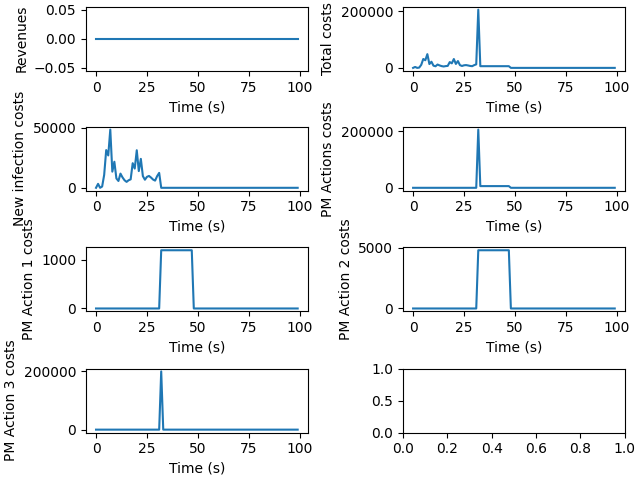 Revenues
0.05
0.00
−0.05
0 25 50 75 100
Time (s)
Total costs
200000
0
0 25 50 75 100
Time (s)
New infection costs
50000
0
0 25 50 75 100
Time (s)
PM Actions costs
200000
0
0 25 50 75 100
Time (s)
PM Action 1 costs
1000
0
0 25 50 75 100
Time (s)
PM Action 2 costs
5000
0
0 25 50 75 100
Time (s)
PM Action 3 costs
200000
0
0 25 50 75 100
Time (s)
1.0
0.5
0.0
0.0 0.2 0.4 0.6 0.8 1.0